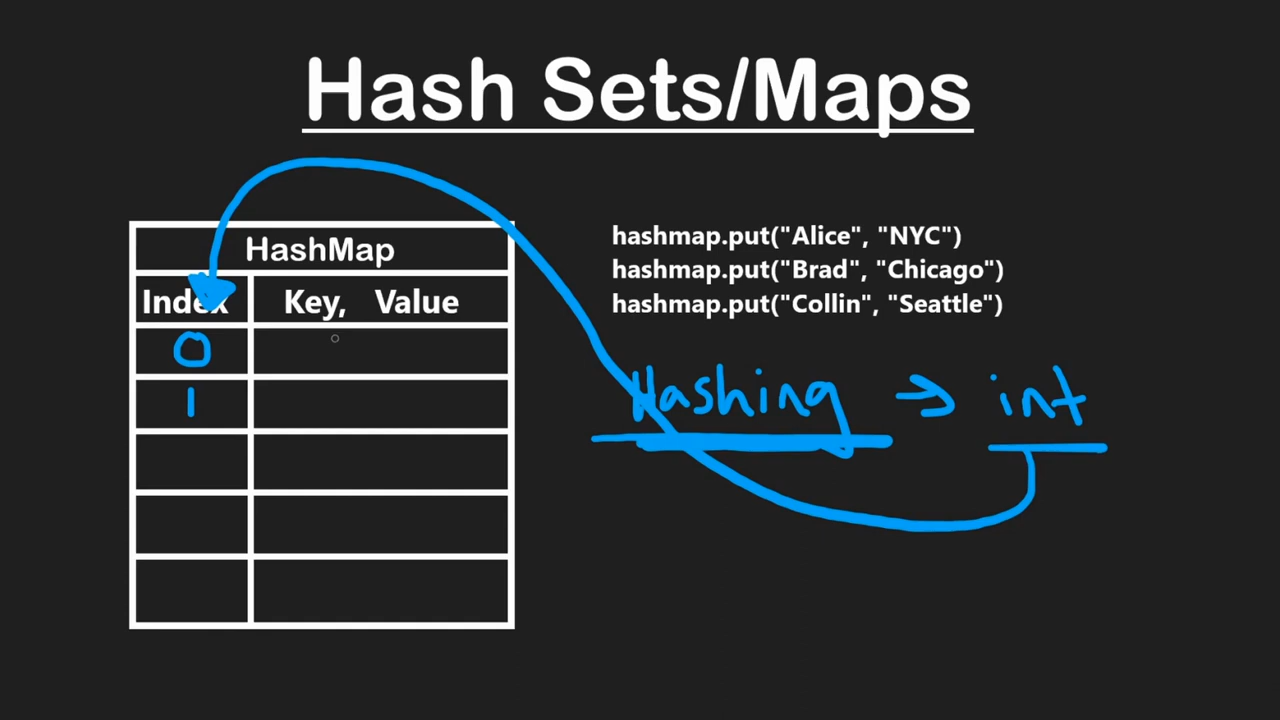 Hash Sets/Maps
HashMap
Index Key, Value
0
1
hashmap.put("Alice", "NYC")
hashmap.put("Brad", "Chicago")
hashmap.put("Collin", "Seattle")
Hashing → int